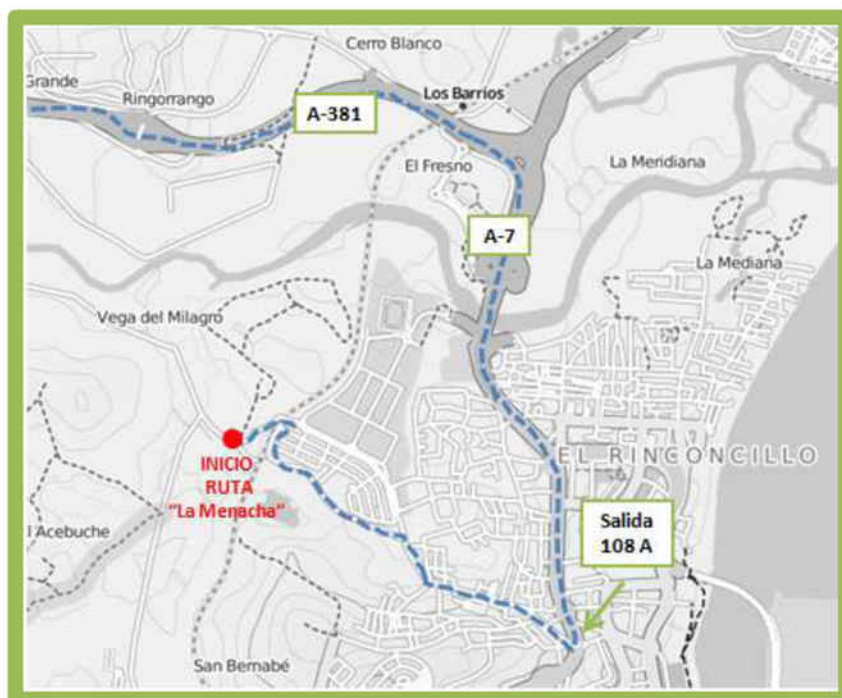 Cerro Blanco
Grande
Ringorrango
Los Barrios
A-381
El Fresno
La Meridiana
A-7
La Mediana
Vega del Milagro
INICIO
RUTA
"La Menacha"
EL RINCONCILLO
Salida
108 A
l Acebuche
San Bernabé